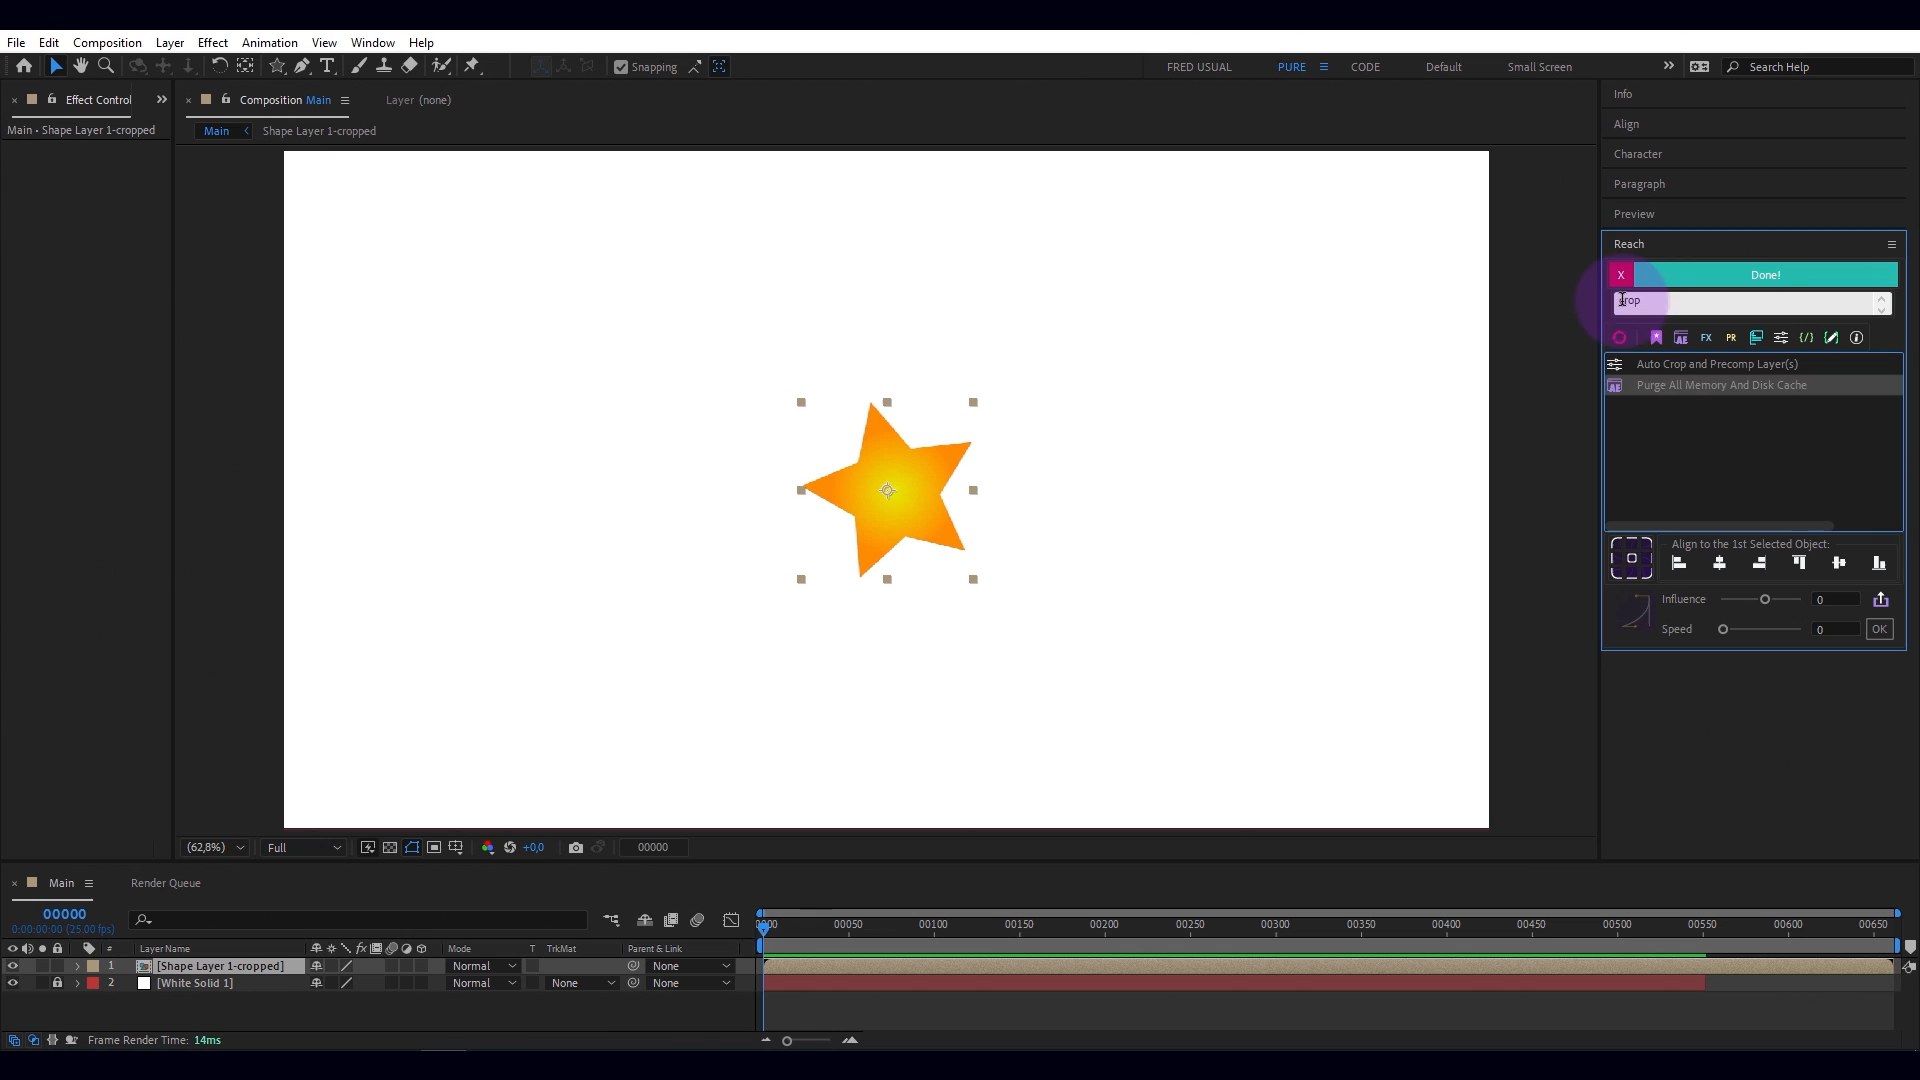 File Edit Composition Layer Effect Animation View Window Help
Snapping FRED USUAL PURE CODE Default Small Screen Search Help
Effect Control
Composition Main Layer (none)
Main • Shape Layer 1-cropped
Main Shape Layer 1-cropped
Info
Align
Character
Paragraph
Preview
Reach
X Done!
crop
AE FX PR
Auto Crop and Precomp Layer(s)
AE Purge All Memory And Disk Cache
Align to the 1st Selected Object:
Influence 0
Speed 0 OK
(62,8%) Full +0,0 00000
Main Render Queue
00000
0:00:00:00 (25.00 fps)
00050 00100 00150 00200 00250 00300 00350 00400 00450 00500 00550 00600 00650
# Layer Name Mode T TrkMat Parent & Link
1 [Shape Layer 1-cropped] Normal None
2 [White Solid 1] Normal None None
Frame Render Time: 14ms